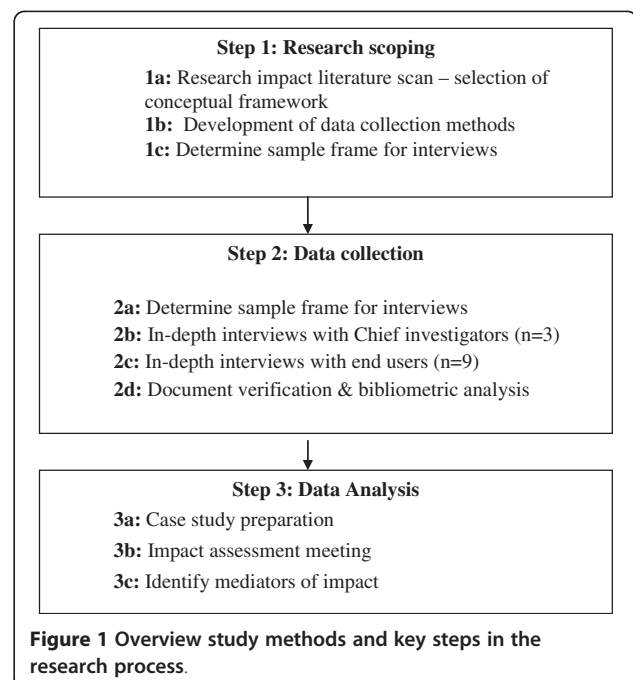 Step 1: Research scoping
1a: Research impact literature scan – selection of
conceptual framework
1b: Development of data collection methods
1c: Determine sample frame for interviews
Step 2: Data collection
2a: Determine sample frame for interviews
2b: In-depth interviews with Chief investigators (n=3)
2c: In-depth interviews with end users (n=9)
2d: Document verification & bibliometric analysis
Step 3: Data Analysis
3a: Case study preparation
3b: Impact assessment meeting
3c: Identify mediators of impact
Figure 1 Overview study methods and key steps in the
research process.